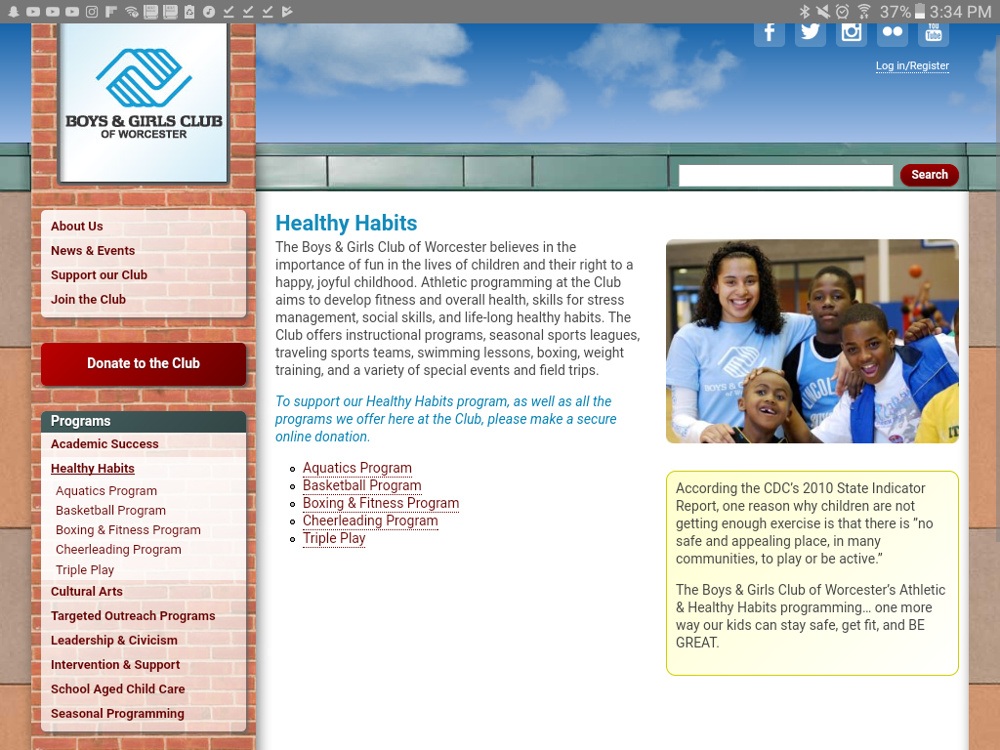 37% 3:34 PM
You
Tube
Log in/Register
BOYS & GIRLS CLUB
OF WORCESTER
Search
About Us
News & Events
Support our Club
Join the Club
Donate to the Club
Programs
Academic Success
Healthy Habits
Aquatics Program
Basketball Program
Boxing & Fitness Program
Cheerleading Program
Triple Play
Cultural Arts
Targeted Outreach Programs
Leadership & Civicism
Intervention & Support
School Aged Child Care
Seasonal Programming
Healthy Habits
The Boys & Girls Club of Worcester believes in the
importance of fun in the lives of children and their right to a
happy, joyful childhood. Athletic programming at the Club
aims to develop fitness and overall health, skills for stress
management, social skills, and life-long healthy habits. The
Club offers instructional programs, seasonal sports leagues,
traveling sports teams, swimming lessons, boxing, weight
training, and a variety of special events and field trips.
To support our Healthy Habits program, as well as all the
programs we offer here at the Club, please make a secure
online donation.
Aquatics Program
Basketball Program
Boxing & Fitness Program
Cheerleading Program
Triple Play
BOYS & GIRLS
According the CDC’s 2010 State Indicator
Report, one reason why children are not
getting enough exercise is that there is “no
safe and appealing place, in many
communities, to play or be active.”
The Boys & Girls Club of Worcester’s Athletic
& Healthy Habits programming… one more
way our kids can stay safe, get fit, and BE
GREAT.